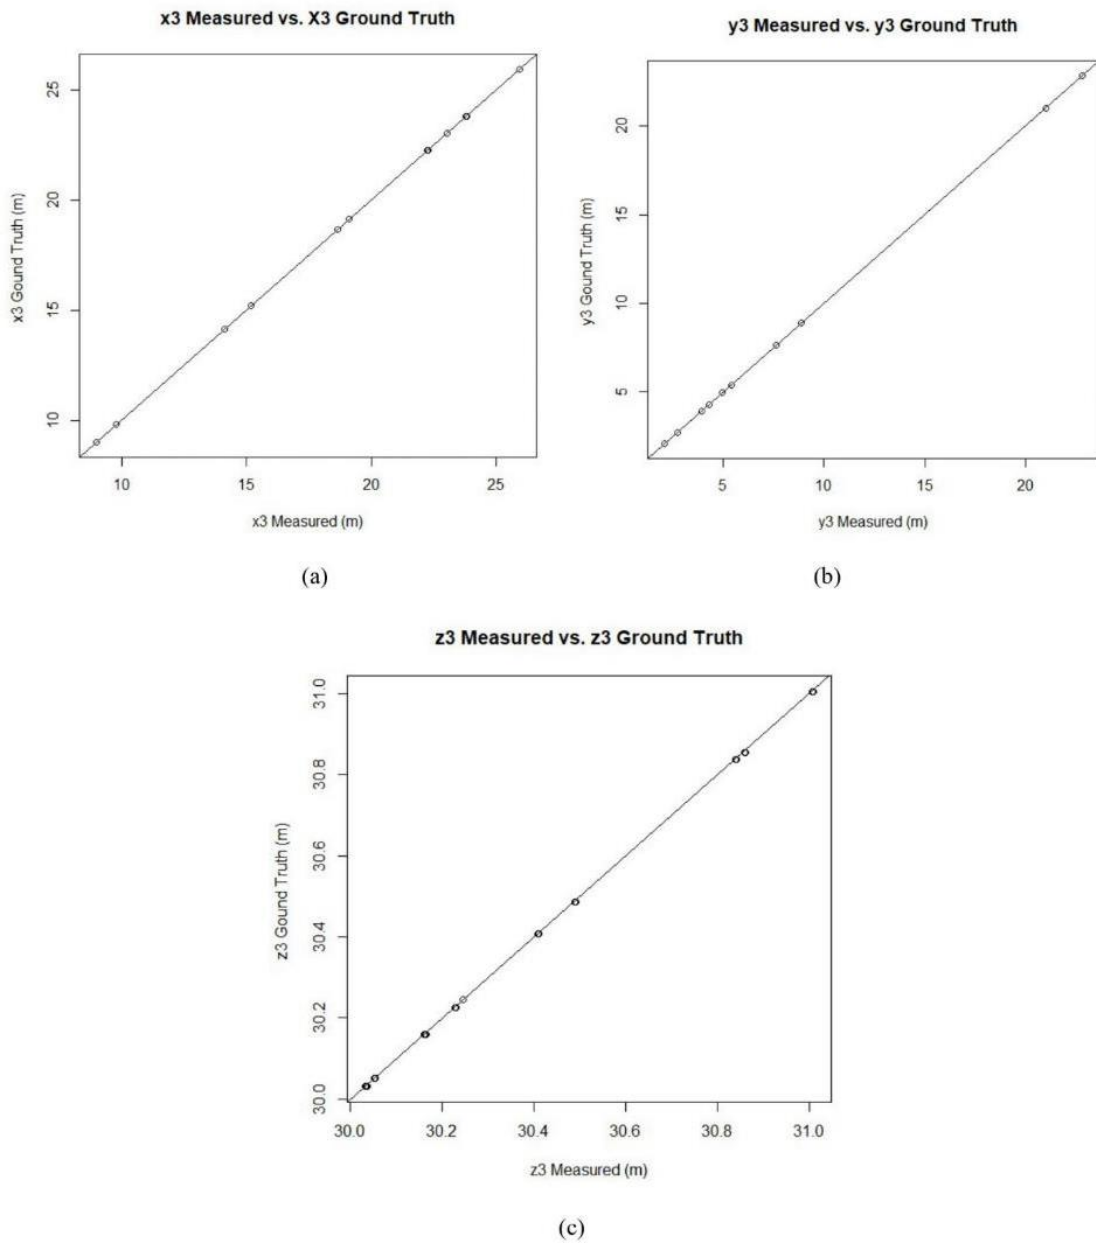 x3 Measured vs. X3 Ground Truth
25
20
15
10
x3 Gound Truth (m)
10 15 20 25
x3 Measured (m)
(a)
y3 Measured vs. y3 Ground Truth
20
15
10
5
y3 Gound Truth (m)
5 10 15 20
y3 Measured (m)
(b)
z3 Measured vs. z3 Ground Truth
31.0
30.8
30.6
30.4
30.2
30.0
z3 Gound Truth (m)
30.0 30.2 30.4 30.6 30.8 31.0
z3 Measured (m)
(c)